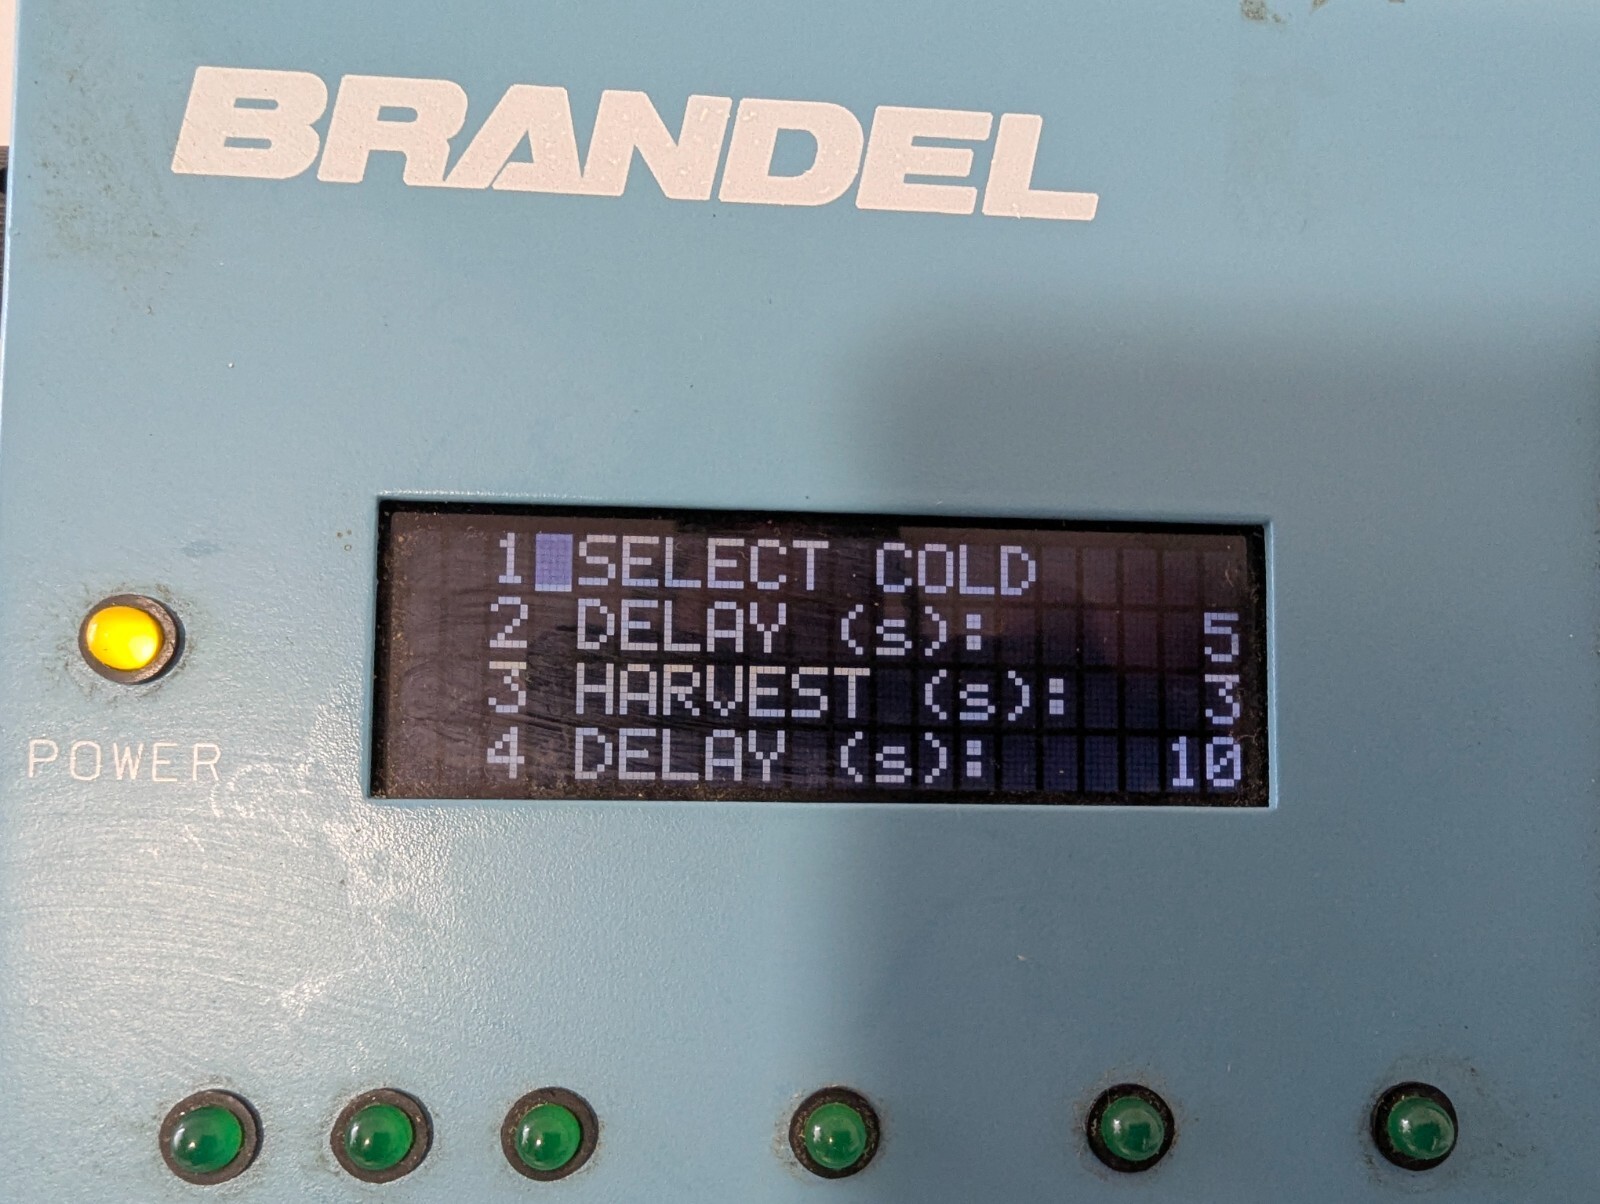 BRANDEL
1 SELECT COLD
2 DELAY (s): 5
3 HARVEST (s): 3
4 DELAY (s): 10
POWER